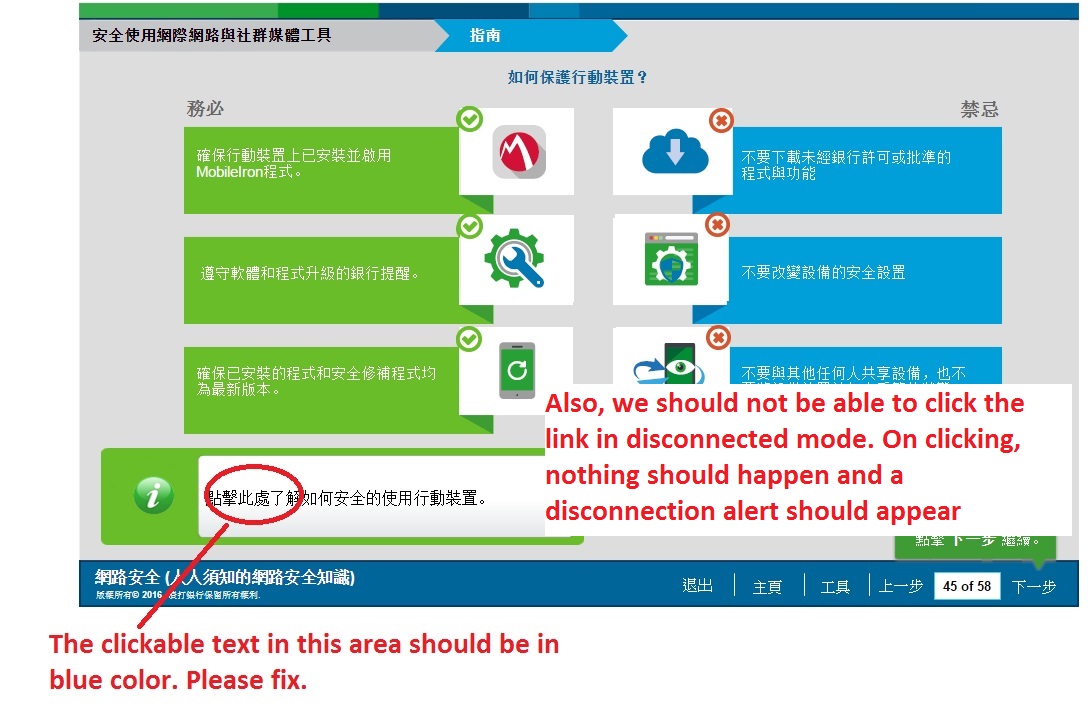 安全使用網際網路與社群媒體工具
指南
如何保護行動裝置？
務必
禁忌
確保行動裝置上已安裝並啟用
MobileIron程式。
不要下載未經銀行許可或批準的
程式與功能
遵守軟體和程式升級的銀行提醒。
不要改變設備的安全設置
確保已安裝的程式和安全修補程式均
為最新版本。
不要與其他任何人共享設備，也不
Also, we should not be able to click the
link in disconnected mode. On clicking,
nothing should happen and a
disconnection alert should appear
點擊此處了解如何安全的使用行動裝置。
點擊 下一步 繼續。
網路安全 (人人須知的網路安全知識)
版權所有© 2016 渣打銀行保留所有權利.
退出
主頁
工具
上一步
45 of 58
下一步
The clickable text in this area should be in
blue color. Please fix.